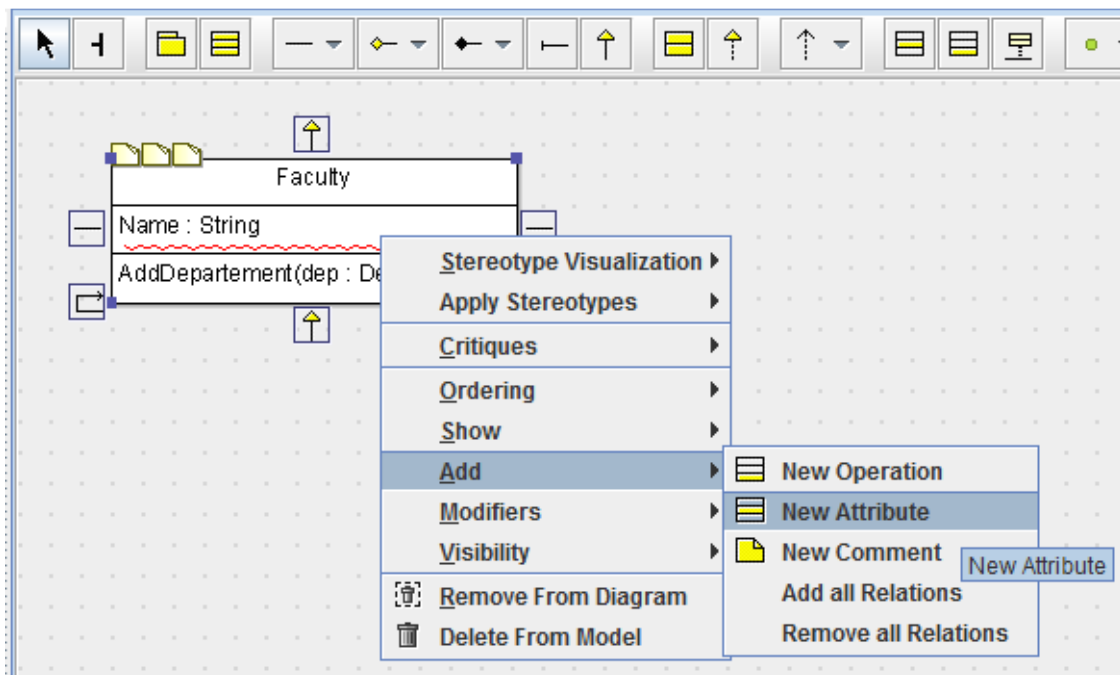 Faculty
Name : String
AddDepartement(dep : De
Stereotype Visualization
Apply Stereotypes
Critiques
Ordering
Show
Add
Modifiers
Visibility
Remove From Diagram
Delete From Model
New Operation
New Attribute
New Comment
New Attribute
Add all Relations
Remove all Relations